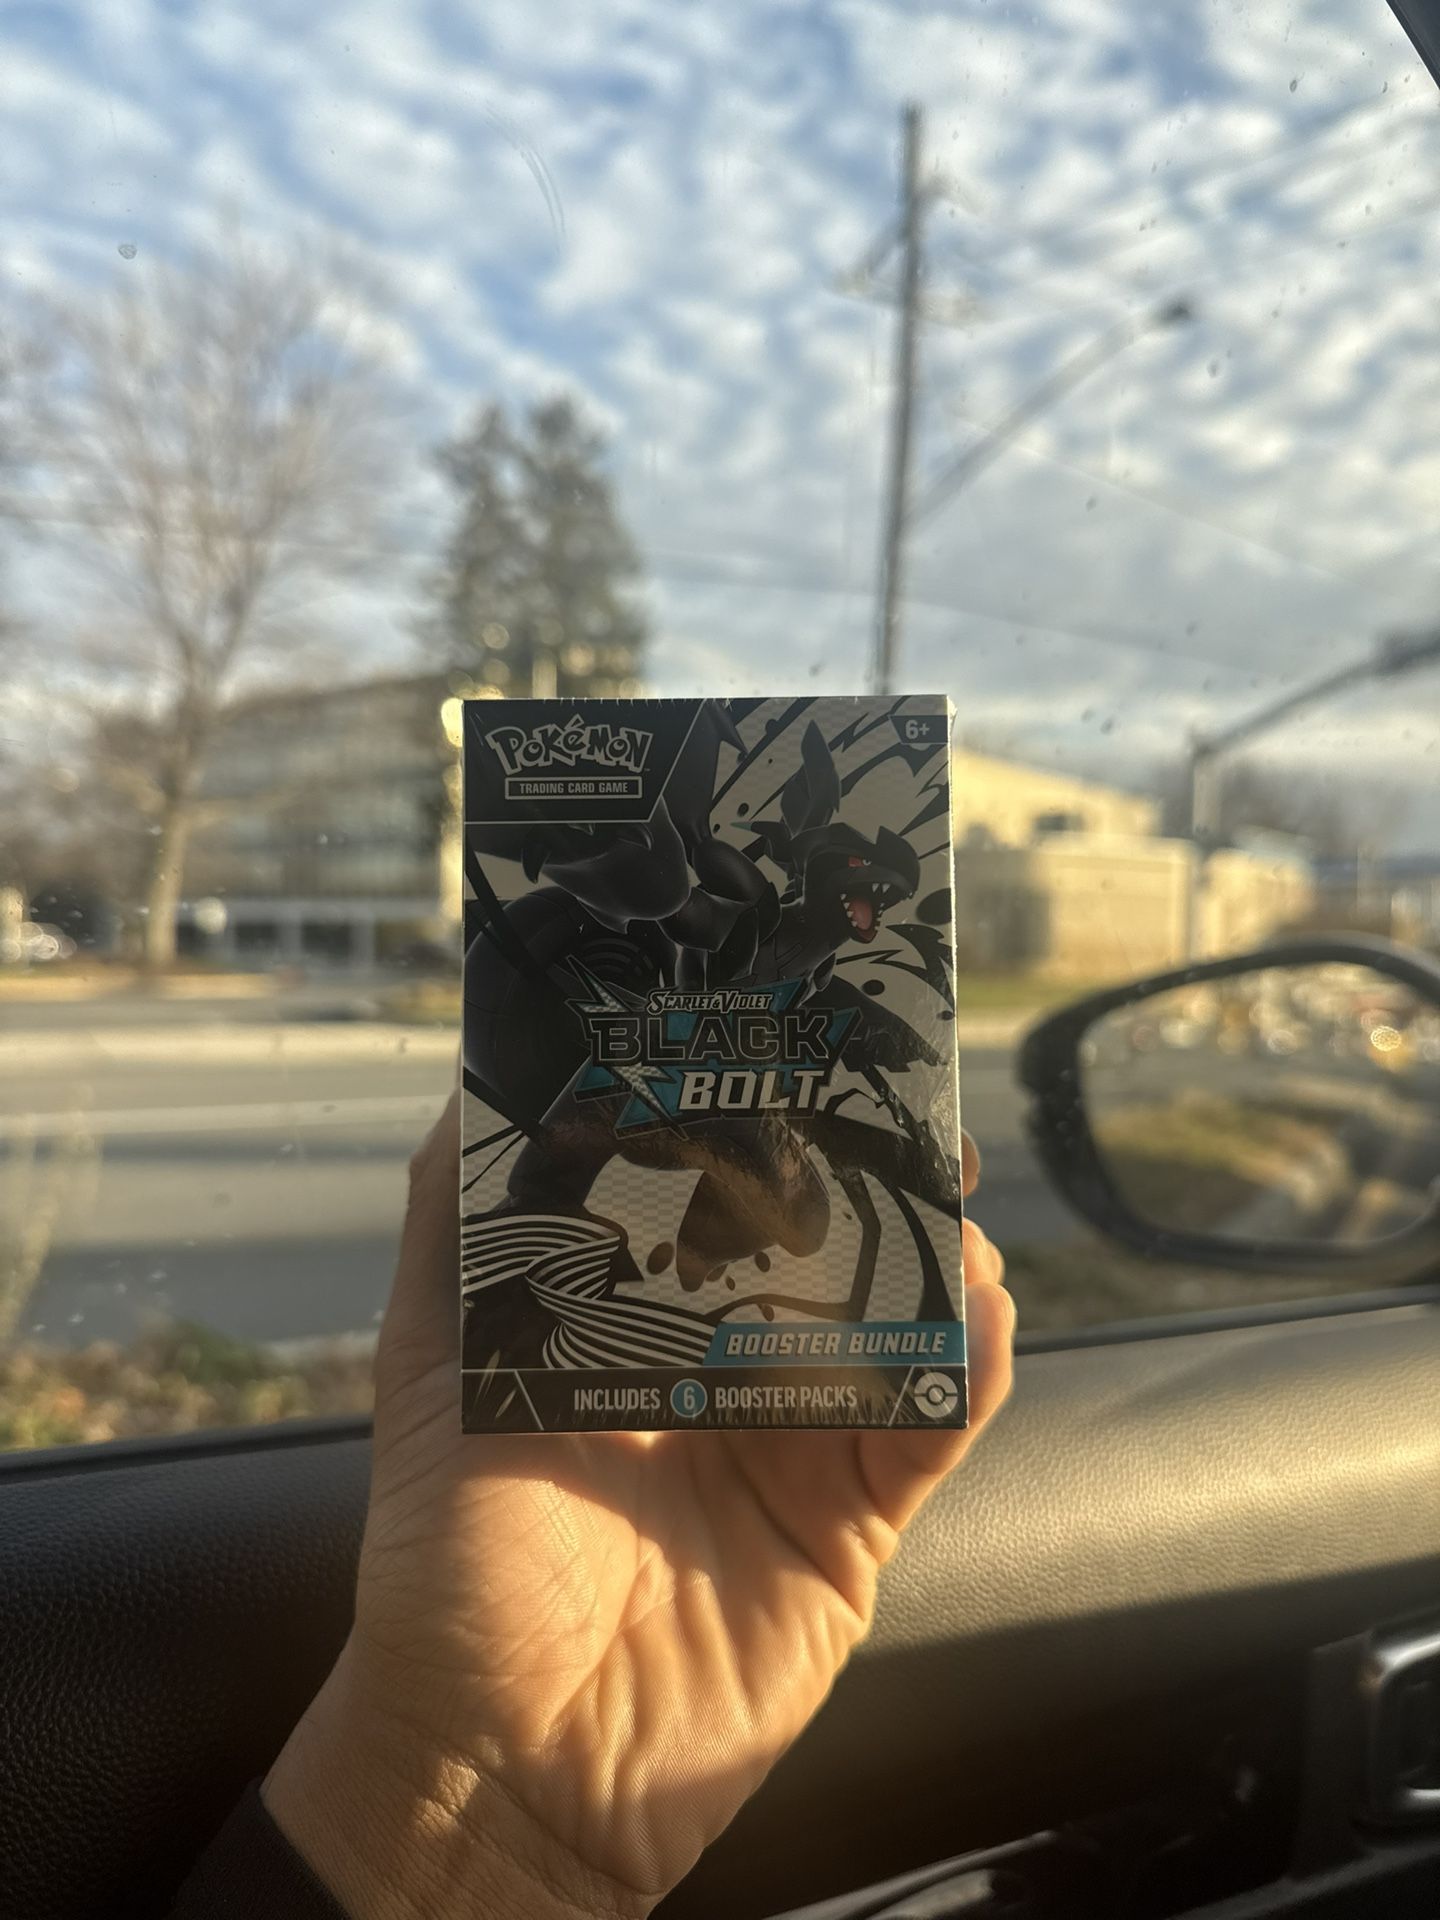 Pokémon
TRADING CARD GAME
6+
SCARLET & VIOLET
BLACK
BOLT
BOOSTER BUNDLE
INCLUDES 6 BOOSTER PACKS